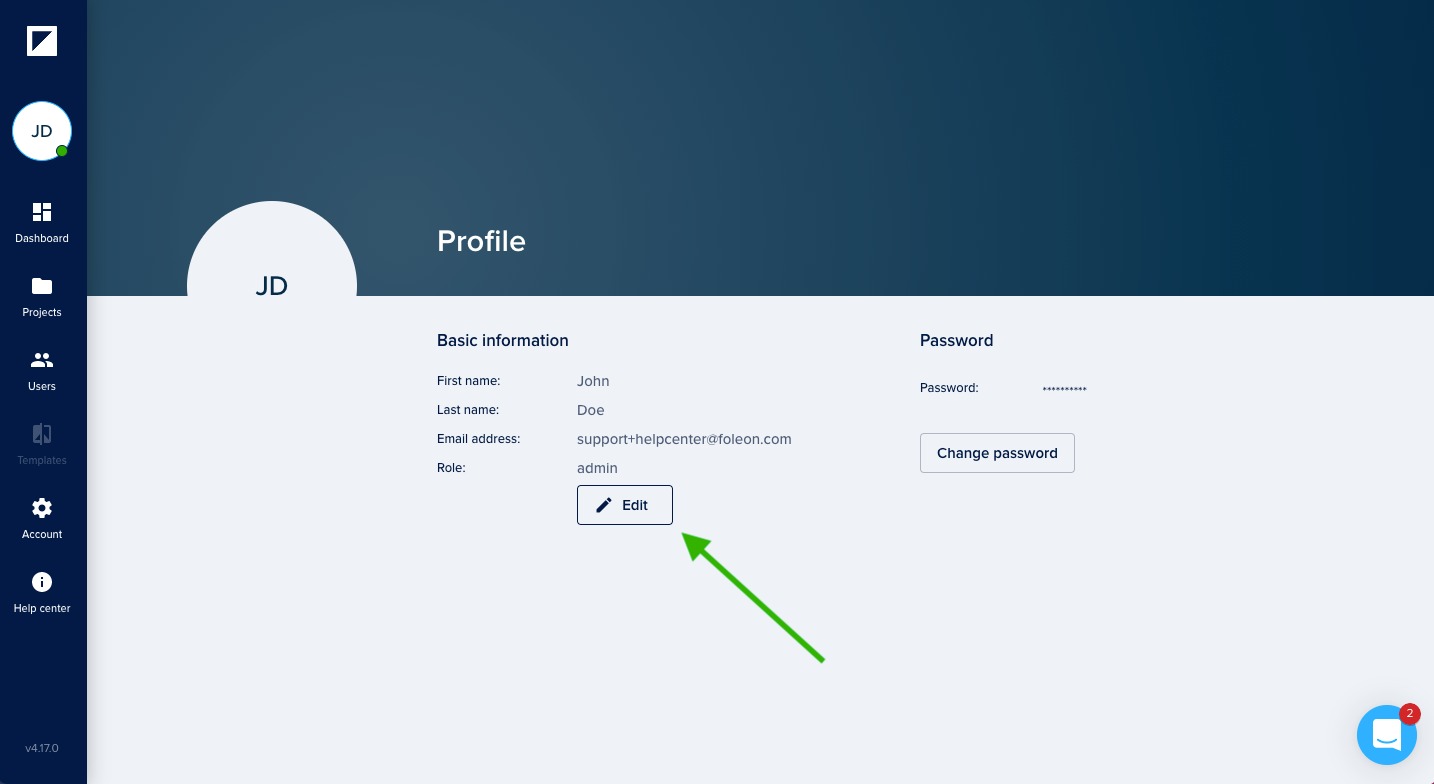 JD
Dashboard
Projects
Users
Templates
Account
Help center
v4.17.0
JD
Profile
Basic information
First name: John
Last name: Doe
Email address: support+helpcenter@foleon.com
Role: admin
Edit
Password
Password: **********
Change password
2